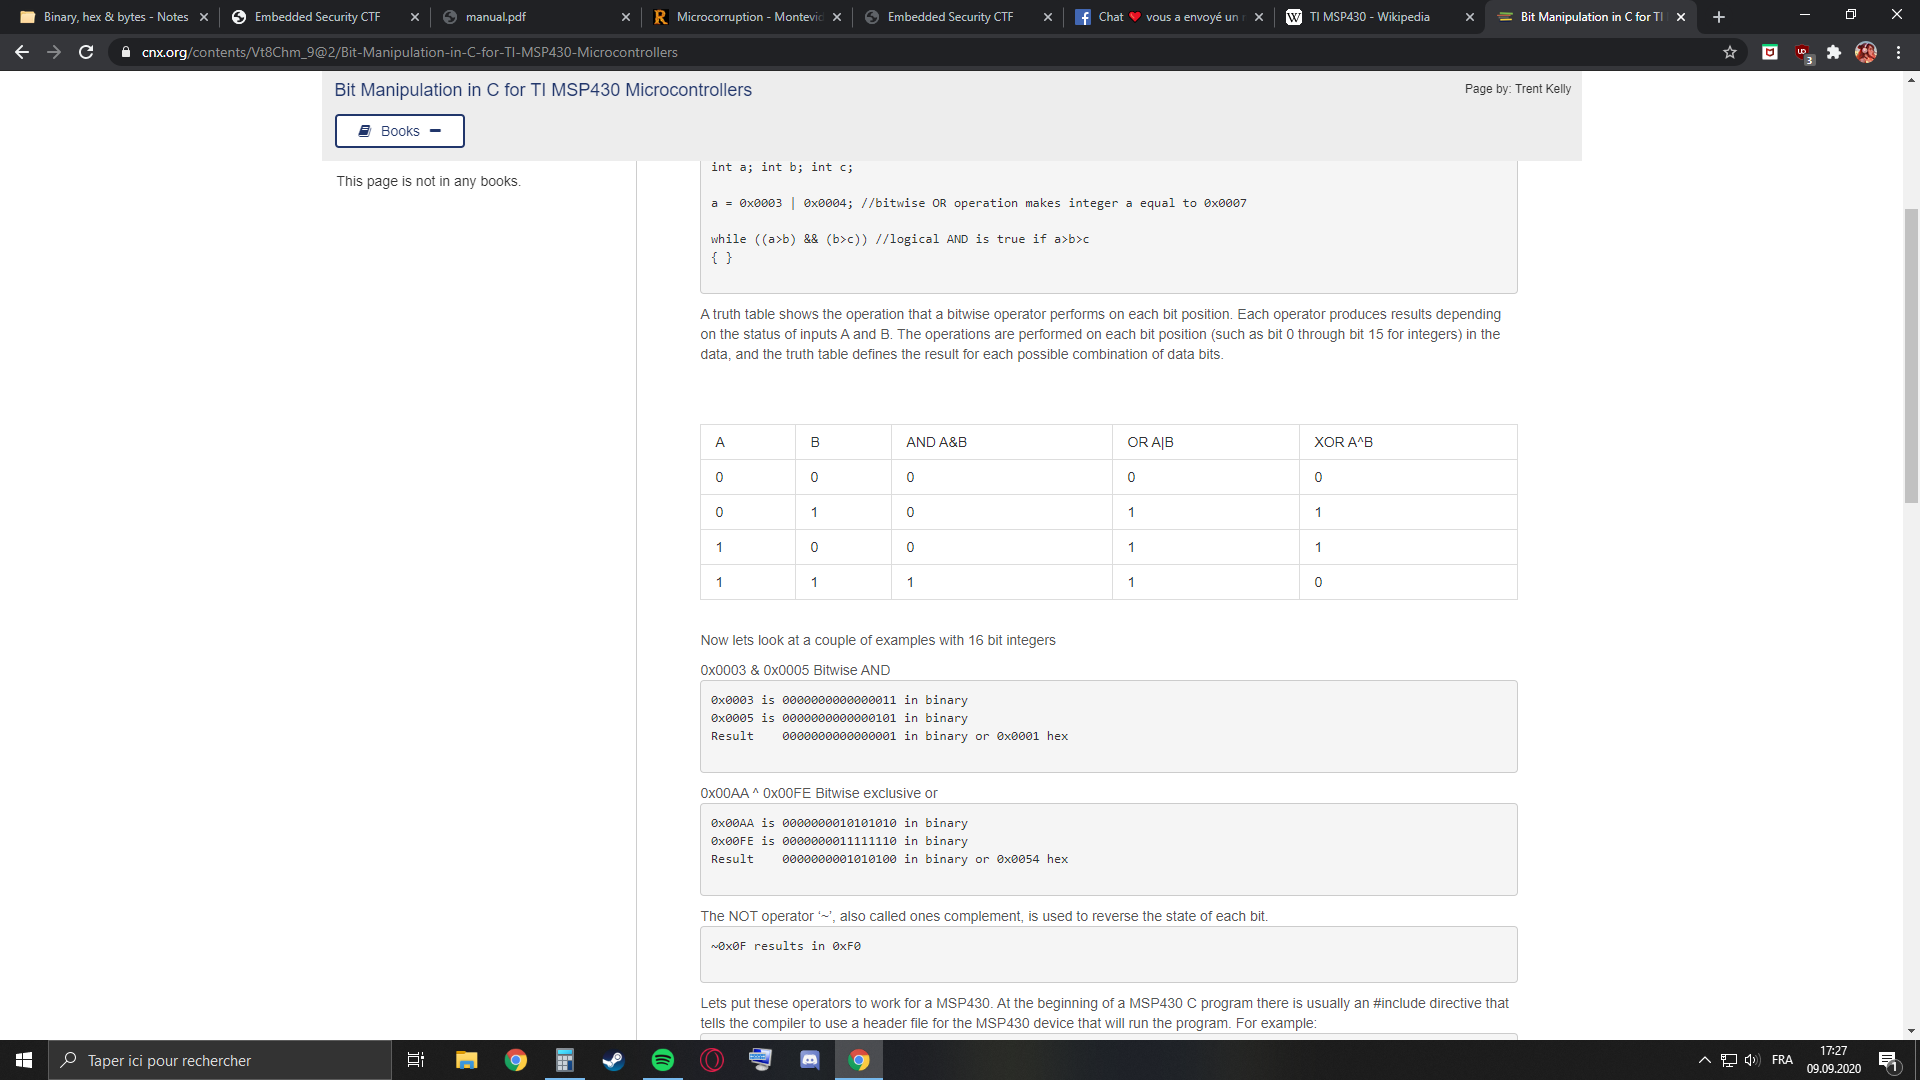 Binary, hex & bytes - Notes
Embedded Security CTF
manual.pdf
Microcorruption - Montevid
Embedded Security CTF
Chat ❤ vous a envoyé un
TI MSP430 - Wikipedia
Bit Manipulation in C for TI
cnx.org/contents/Vt8Chm_9@2/Bit-Manipulation-in-C-for-TI-MSP430-Microcontrollers
3
Bit Manipulation in C for TI MSP430 Microcontrollers
Page by: Trent Kelly
Books
This page is not in any books.
int a; int b; int c;
a = 0x0003 | 0x0004; //bitwise OR operation makes integer a equal to 0x0007
while ((a>b) && (b>c)) //logical AND is true if a>b>c
{ }
A truth table shows the operation that a bitwise operator performs on each bit position. Each operator produces results depending
on the status of inputs A and B. The operations are performed on each bit position (such as bit 0 through bit 15 for integers) in the
data, and the truth table defines the result for each possible combination of data bits.
A B AND A&B OR A|B XOR A^B
0 0 0 0 0
0 1 0 1 1
1 0 0 1 1
1 1 1 1 0
Now lets look at a couple of examples with 16 bit integers
0x0003 & 0x0005 Bitwise AND
0x0003 is 0000000000000011 in binary
0x0005 is 0000000000000101 in binary
Result    0000000000000001 in binary or 0x0001 hex
0x00AA ^ 0x00FE Bitwise exclusive or
0x00AA is 0000000010101010 in binary
0x00FE is 0000000011111110 in binary
Result    0000000001010100 in binary or 0x0054 hex
The NOT operator ‘~’, also called ones complement, is used to reverse the state of each bit.
~0x0F results in 0xF0
Lets put these operators to work for a MSP430. At the beginning of a MSP430 C program there is usually an #include directive that
tells the compiler to use a header file for the MSP430 device that will run the program. For example:
Taper ici pour rechercher
FRA
17:27
09.09.2020
1